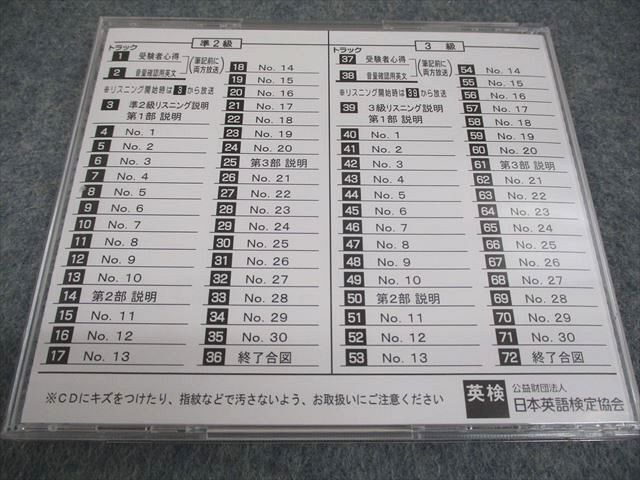 準2級
トラック
1 受験者心得
2 音量確認用英文
(筆記前に
両方放送)
※リスニング開始時は 3 から放送
3 準2級リスニング説明
第1部 説明
4 No. 1
5 No. 2
6 No. 3
7 No. 4
8 No. 5
9 No. 6
10 No. 7
11 No. 8
12 No. 9
13 No. 10
14 第2部 説明
15 No. 11
16 No. 12
17 No. 13
18 No. 14
19 No. 15
20 No. 16
21 No. 17
22 No. 18
23 No. 19
24 No. 20
25 第3部 説明
26 No. 21
27 No. 22
28 No. 23
29 No. 24
30 No. 25
31 No. 26
32 No. 27
33 No. 28
34 No. 29
35 No. 30
36 終了合図
3 級
トラック
37 受験者心得
38 音量確認用英文
(筆記前に
両方放送)
※リスニング開始時は 39 から放送
39 3級リスニング説明
第1部 説明
40 No. 1
41 No. 2
42 No. 3
43 No. 4
44 No. 5
45 No. 6
46 No. 7
47 No. 8
48 No. 9
49 No. 10
50 第2部 説明
51 No. 11
52 No. 12
53 No. 13
54 No. 14
55 No. 15
56 No. 16
57 No. 17
58 No. 18
59 No. 19
60 No. 20
61 第3部 説明
62 No. 21
63 No. 22
64 No. 23
65 No. 24
66 No. 25
67 No. 26
68 No. 27
69 No. 28
70 No. 29
71 No. 30
72 終了合図
※CDにキズをつけたり、指紋などで汚さないよう、お取扱いにご注意ください
英検
公益財団法人
日本英語検定協会